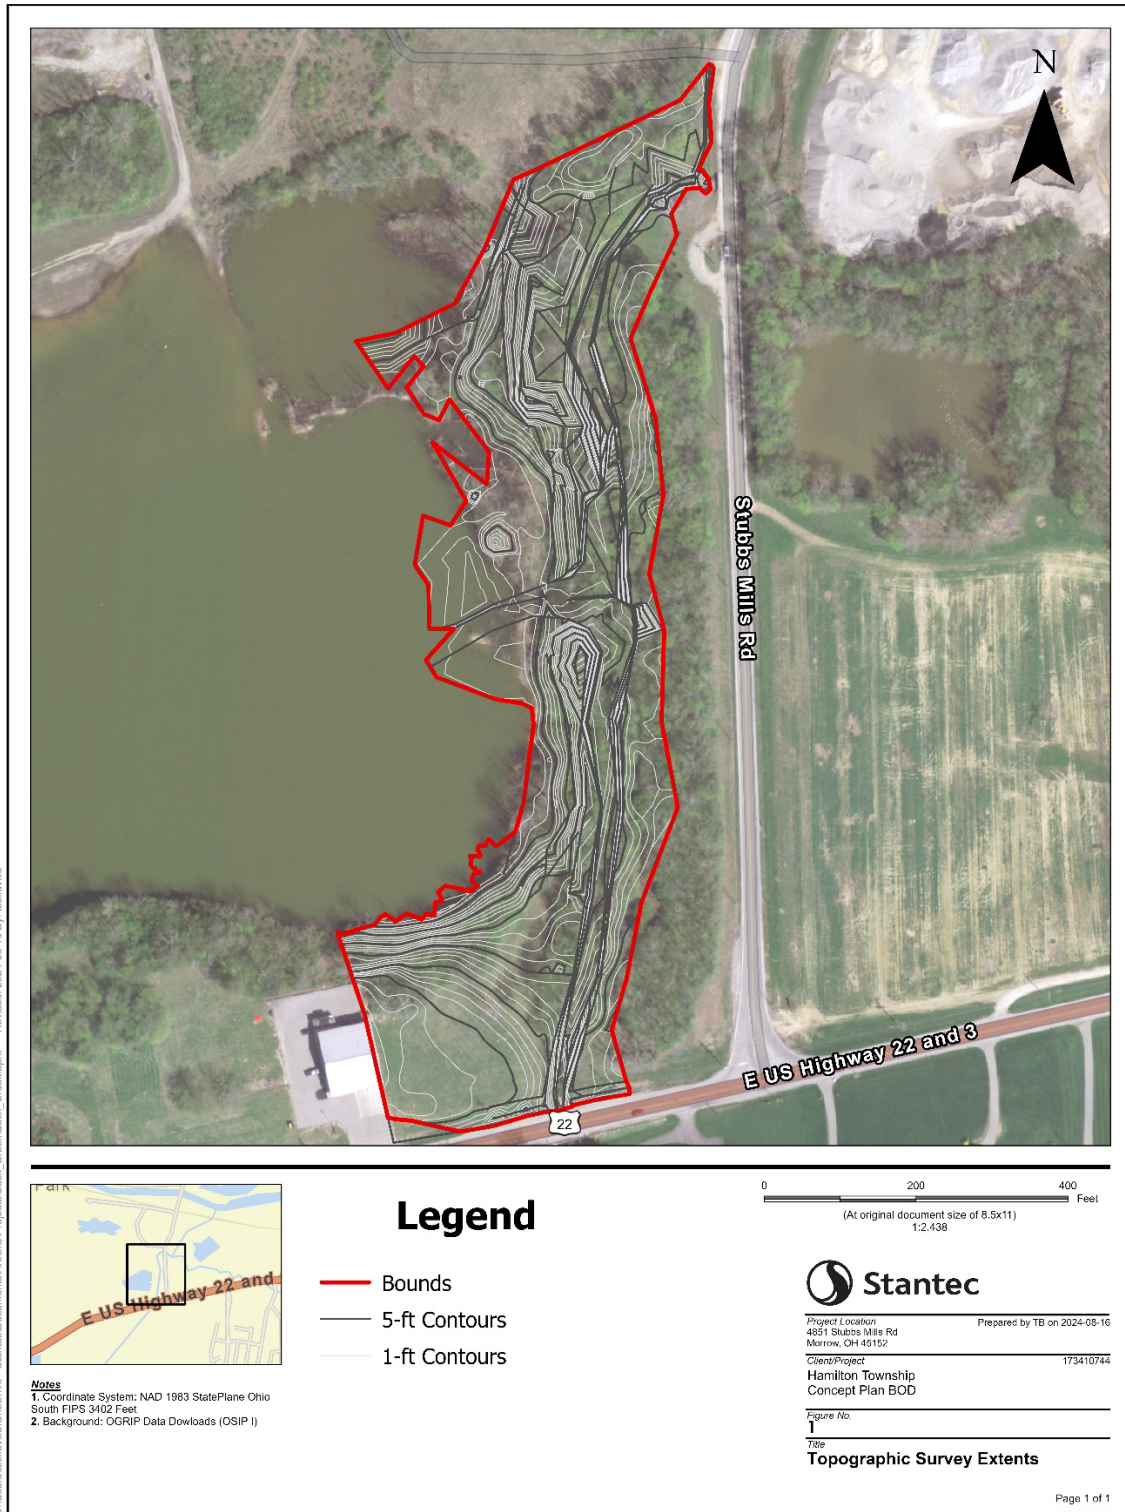 N
Stubbs Mills Rd
E US Highway 22 and 3
22
Park
E US Highway 22 and
Notes
1. Coordinate System: NAD 1983 StatePlane Ohio
South FIPS 3402 Feet
2. Background: OGRIP Data Dowloads (OSIP I)
Legend
Bounds
5-ft Contours
1-ft Contours
0 200 400
Feet
(At original document size of 8.5x11)
1:2,438
Stantec
Project Location
4851 Stubbs Mills Rd
Morrow, OH 45152
Prepared by TB on 2024-08-16
Client/Project
173410744
Hamilton Township
Concept Plan BOD
Figure No.
1
Title
Topographic Survey Extents
Page 1 of 1